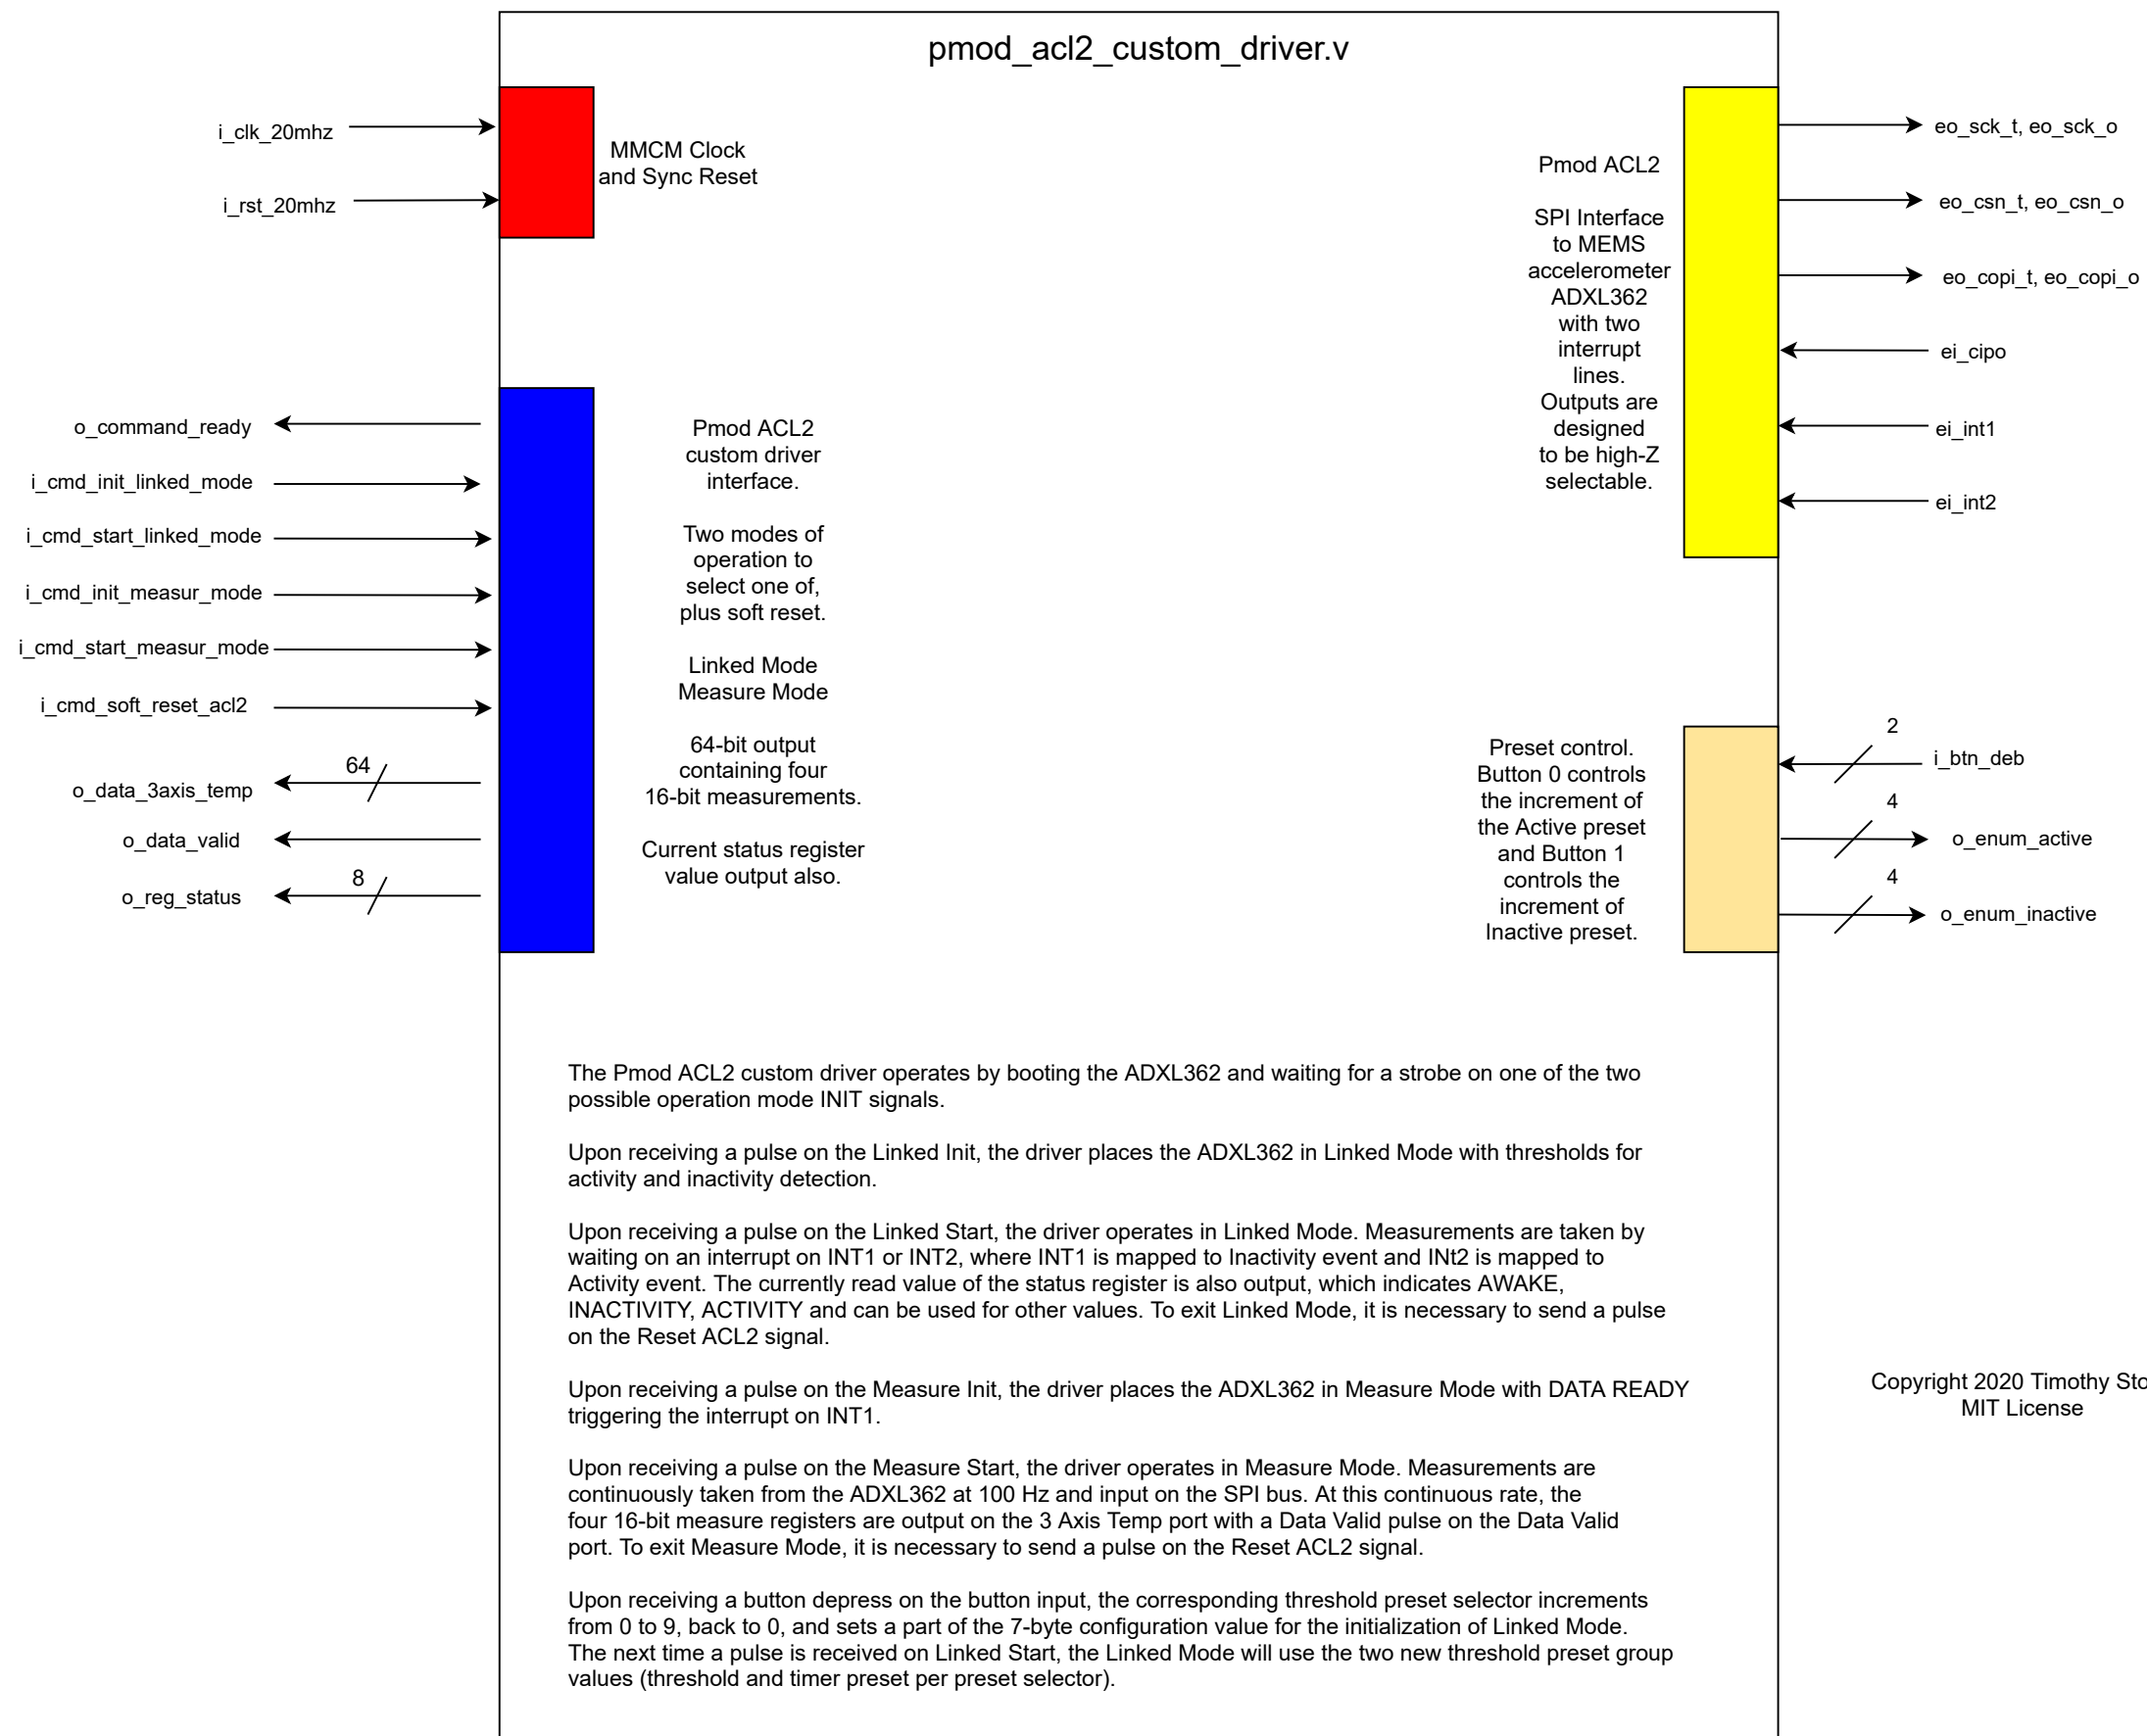 pmod_acl2_custom_driver.v
i_clk_20mhz
i_rst_20mhz
MMCM Clock
and Sync Reset
o_command_ready
i_cmd_init_linked_mode
i_cmd_start_linked_mode
i_cmd_init_measur_mode
i_cmd_start_measur_mode
i_cmd_soft_reset_acl2
64
o_data_3axis_temp
o_data_valid
8
o_reg_status
Pmod ACL2
custom driver
interface.
Two modes of
operation to
select one of,
plus soft reset.
Linked Mode
Measure Mode
64-bit output
containing four
16-bit measurements.
Current status register
value output also.
Pmod ACL2
SPI Interface
to MEMS
accelerometer
ADXL362
with two
interrupt
lines.
Outputs are
designed
to be high-Z
selectable.
eo_sck_t, eo_sck_o
eo_csn_t, eo_csn_o
eo_copi_t, eo_copi_o
ei_cipo
ei_int1
ei_int2
Preset control.
Button 0 controls
the increment of
the Active preset
and Button 1
controls the
increment of
Inactive preset.
2
i_btn_deb
4
o_enum_active
4
o_enum_inactive
The Pmod ACL2 custom driver operates by booting the ADXL362 and waiting for a strobe on one of the two
possible operation mode INIT signals.
Upon receiving a pulse on the Linked Init, the driver places the ADXL362 in Linked Mode with thresholds for
activity and inactivity detection.
Upon receiving a pulse on the Linked Start, the driver operates in Linked Mode. Measurements are taken by
waiting on an interrupt on INT1 or INT2, where INT1 is mapped to Inactivity event and INt2 is mapped to
Activity event. The currently read value of the status register is also output, which indicates AWAKE,
INACTIVITY, ACTIVITY and can be used for other values. To exit Linked Mode, it is necessary to send a pulse
on the Reset ACL2 signal.
Upon receiving a pulse on the Measure Init, the driver places the ADXL362 in Measure Mode with DATA READY
triggering the interrupt on INT1.
Upon receiving a pulse on the Measure Start, the driver operates in Measure Mode. Measurements are
continuously taken from the ADXL362 at 100 Hz and input on the SPI bus. At this continuous rate, the
four 16-bit measure registers are output on the 3 Axis Temp port with a Data Valid pulse on the Data Valid
port. To exit Measure Mode, it is necessary to send a pulse on the Reset ACL2 signal.
Upon receiving a button depress on the button input, the corresponding threshold preset selector increments
from 0 to 9, back to 0, and sets a part of the 7-byte configuration value for the initialization of Linked Mode.
The next time a pulse is received on Linked Start, the Linked Mode will use the two new threshold preset group
values (threshold and timer preset per preset selector).
Copyright 2020 Timothy
MIT License